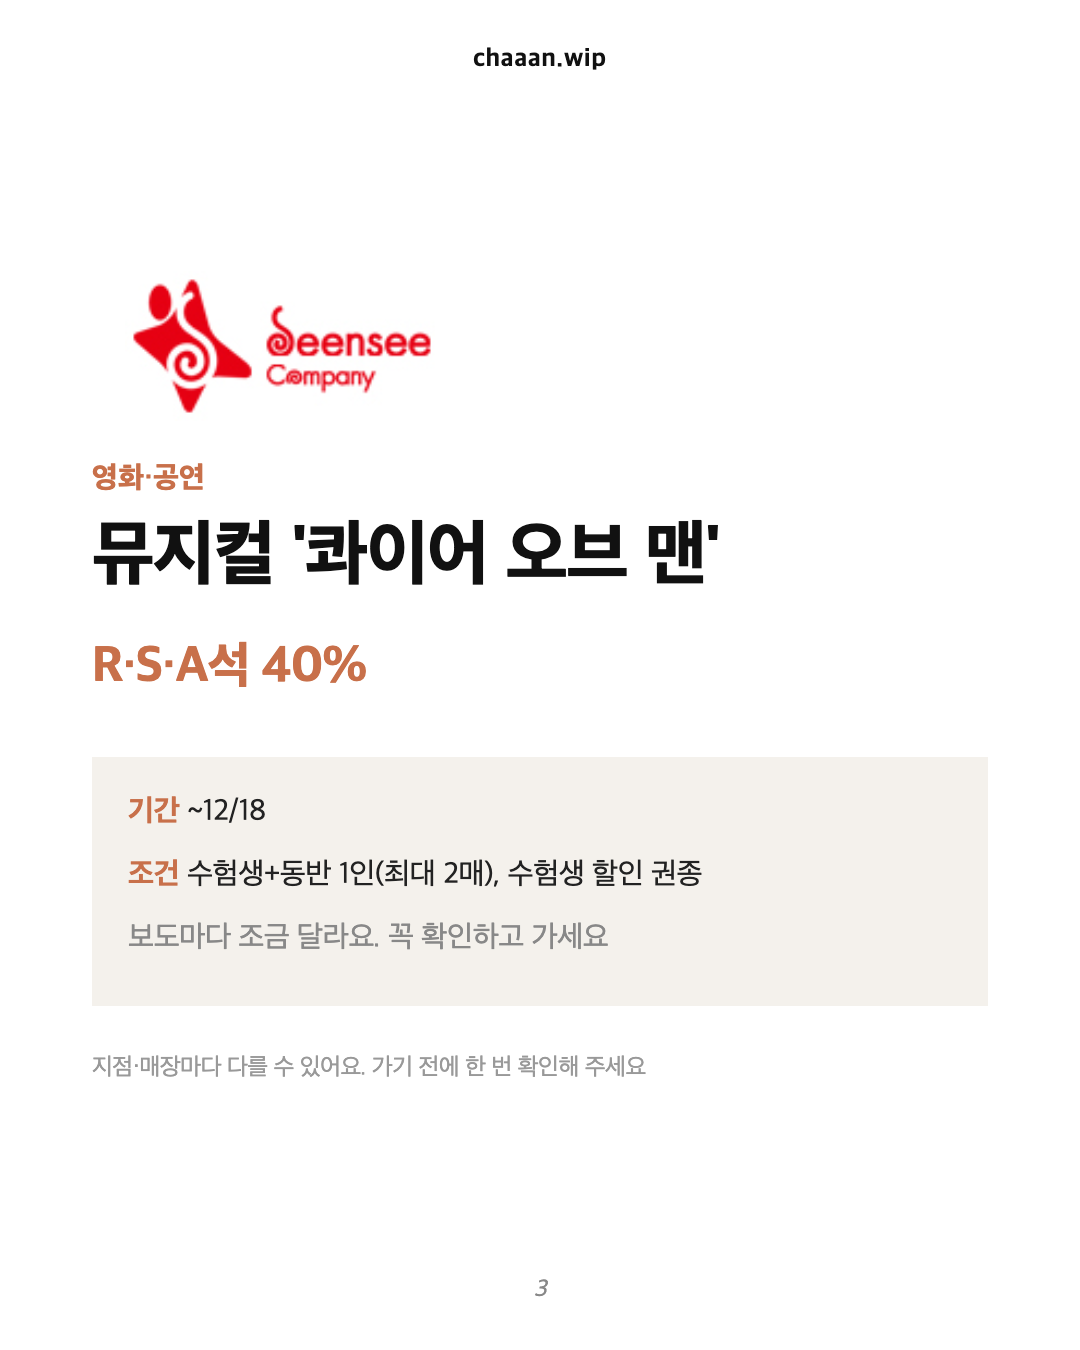 chaaan.wip
Seensee
Company
영화·공연
뮤지컬 '콰이어 오브 맨'
R·S·A석 40%
기간 ~12/18
조건 수험생+동반 1인(최대 2매), 수험생 할인 권종
보도마다 조금 달라요. 꼭 확인하고 가세요
지점·매장마다 다를 수 있어요. 가기 전에 한 번 확인해 주세요
3